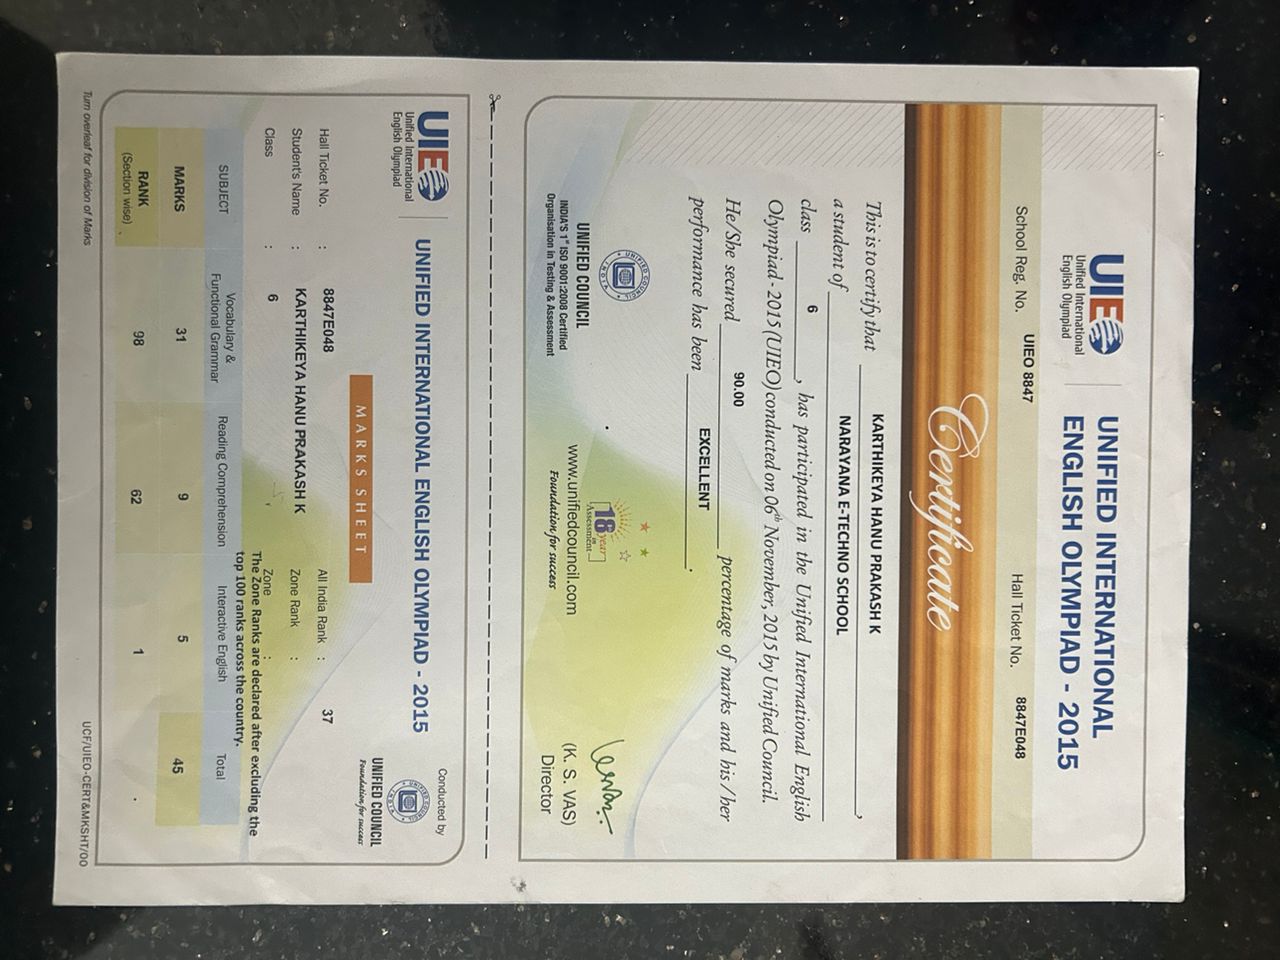 UIEO
Unified International
English Olympiad
UNIFIED INTERNATIONAL
ENGLISH OLYMPIAD - 2015
School Reg. No. UIEO 8847 Hall Ticket No. 8847E048
Certificate
This is to certify that KARTHIKEYA HANU PRAKASH K
a student of NARAYANA E-TECHNO SCHOOL,
class 6, has participated in the Unified International English
Olympiad - 2015 (UIEO) conducted on 06th November, 2015 by Unified Council.
He/She secured 90.00 percentage of marks and his / her
performance has been EXCELLENT.
UNIFIED COUNCIL
INDIA
UNIFIED COUNCIL
INDIA'S 1st ISO 9001:2008 Certified
Organisation in Testing & Assessment
18 years
in
Assessment
www.unifiedcouncil.com
Foundation for success
(K. S. VAS)
Director
UIEO
Unified International
English Olympiad
UNIFIED INTERNATIONAL ENGLISH OLYMPIAD - 2015
Conducted by
UNIFIED COUNCIL
Foundation for success
MARKS SHEET
Hall Ticket No. : 8847E048 All India Rank : 37
Student's Name : KARTHIKEYA HANU PRAKASH K Zone Rank :
Class : 6 Zone :
The Zone Ranks are declared after excluding the
top 100 ranks across the country.
SUBJECT Vocabulary & Functional Grammar Reading Comprehension Interactive English Total
MARKS 31 9 5 45
RANK (Section wise) 98 62 1
Turn overleaf for division of Marks UCF/UIEO-CERT&MKSHT/00